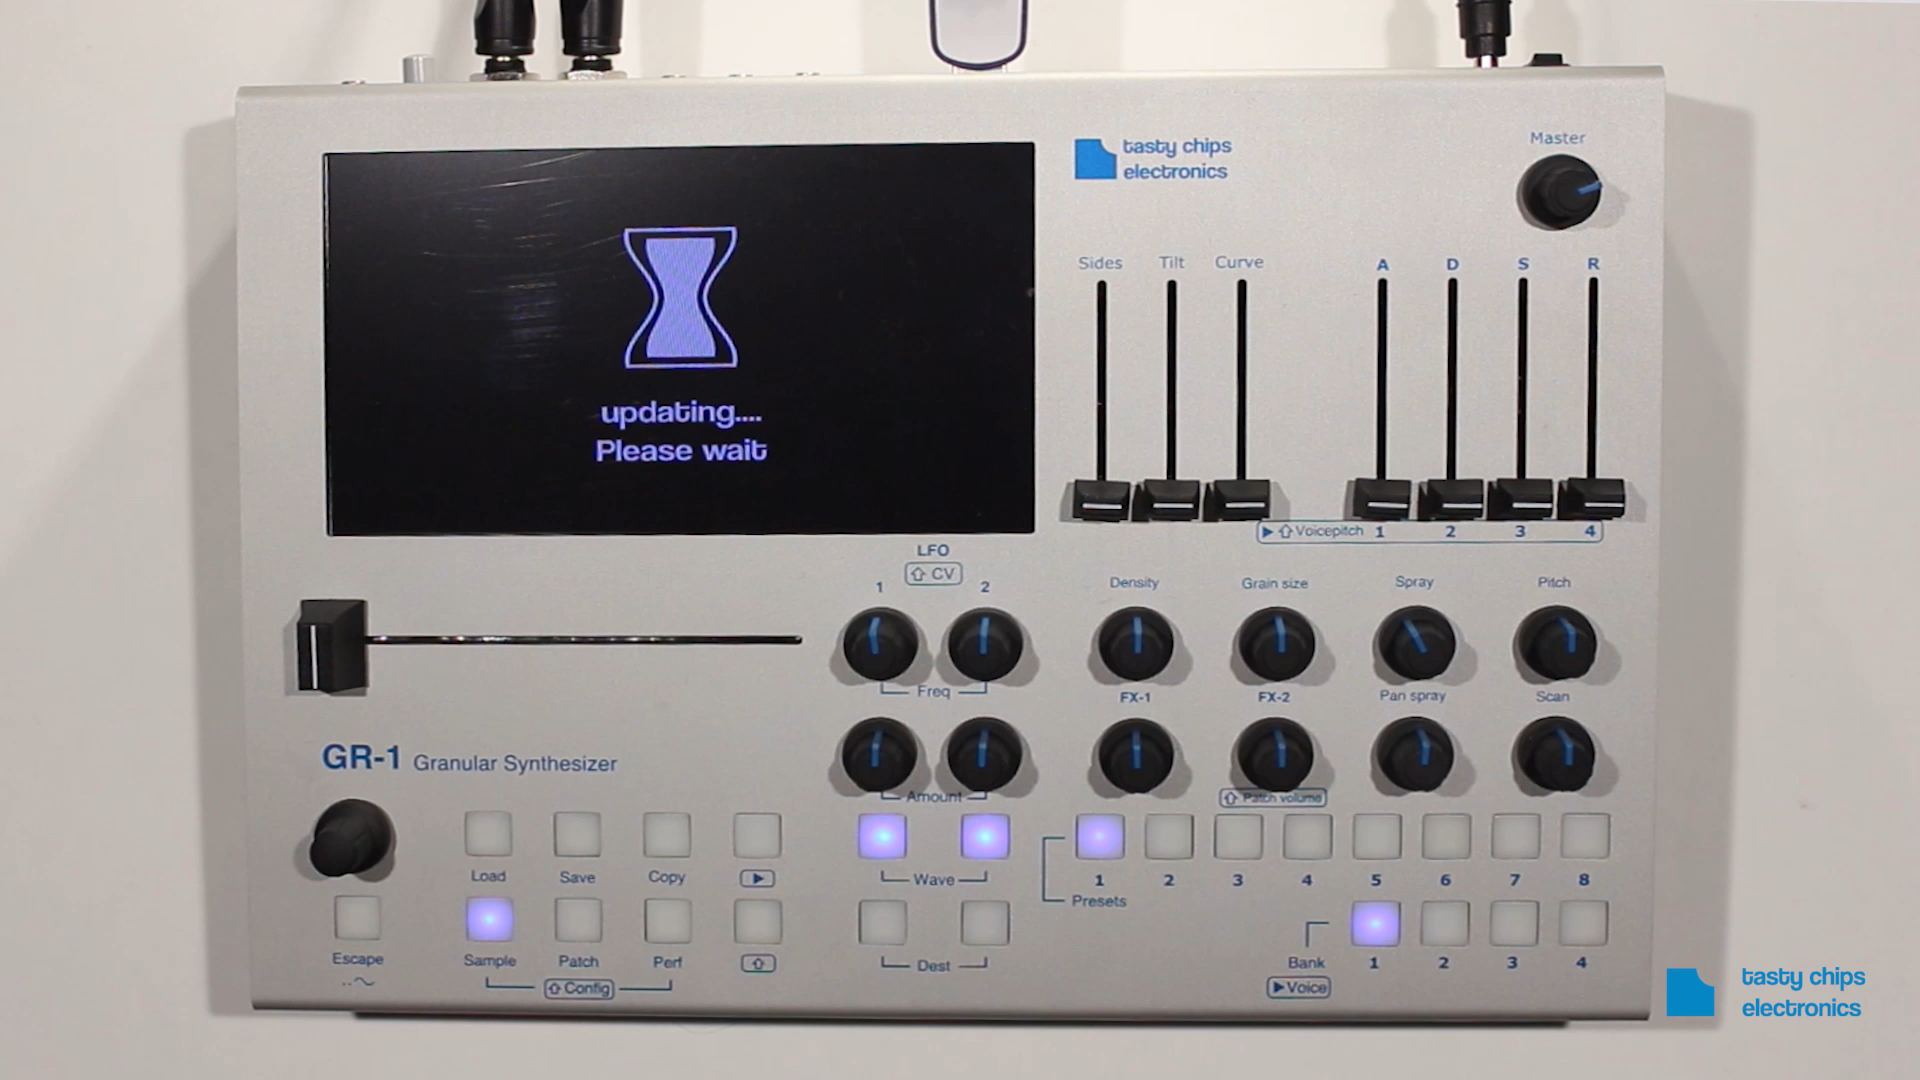 tasty chips
electronics
Master
updating....
Please wait
Sides Tilt Curve
A D S R
Voicepitch 1 2 3 4
LFO
CV
1 2
Density Grain size Spray Pitch
Freq
FX-1 FX-2 Pan spray Scan
GR-1 Granular Synthesizer
Amount
Patch volume
Load Save Copy
Wave
1 2 3 4 5 6 7 8
Presets
Escape
Sample Patch Perf
Config
Dest
Bank 1 2 3 4
Voice
tasty chips
electronics